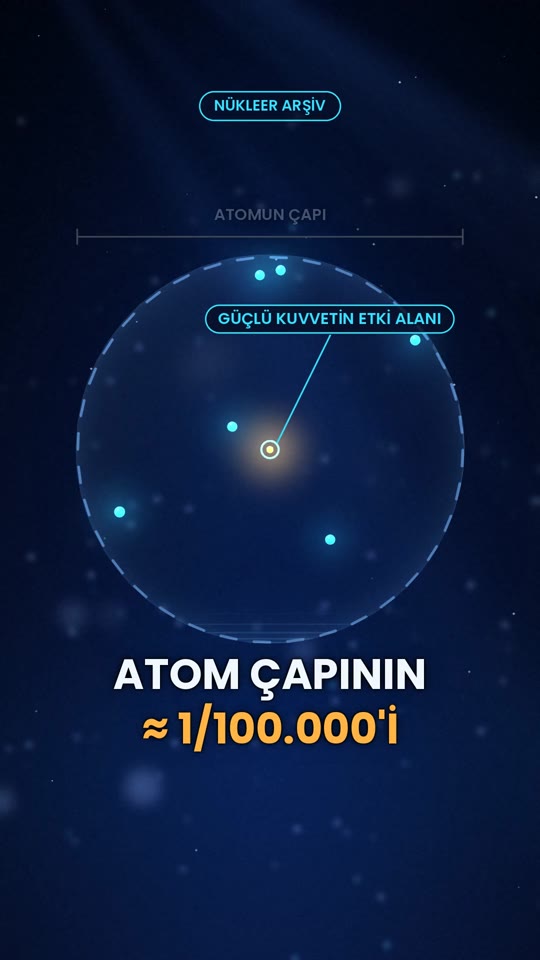 NÜKLEER ARŞİV
ATOMUN ÇAPI
GÜÇLÜ KUVVETİN ETKİ ALANI
ATOM ÇAPININ
≈ 1/100.000'İ